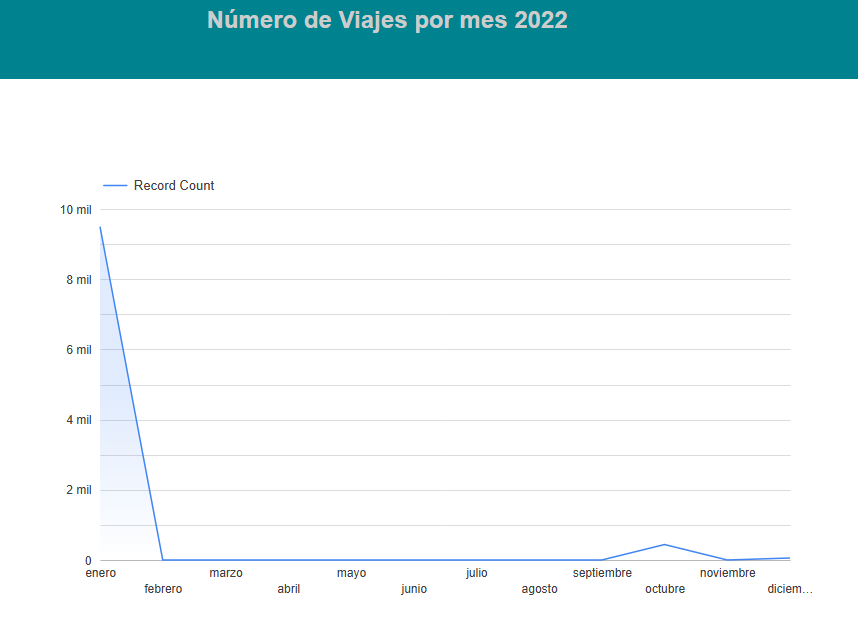 Número de Viajes por mes 2022
Record Count
10 mil
8 mil
6 mil
4 mil
2 mil
0
enero
febrero
marzo
abril
mayo
junio
julio
agosto
septiembre
octubre
noviembre
diciem…